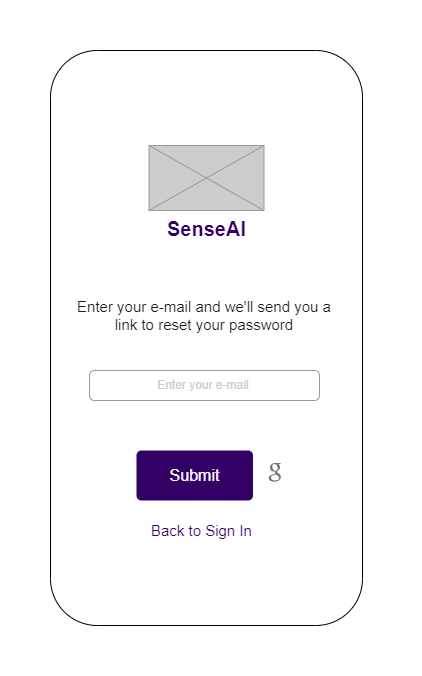 SenseAI
Enter your e-mail and we'll send you a
link to reset your password
Enter your e-mail
Submit
g
Back to Sign In